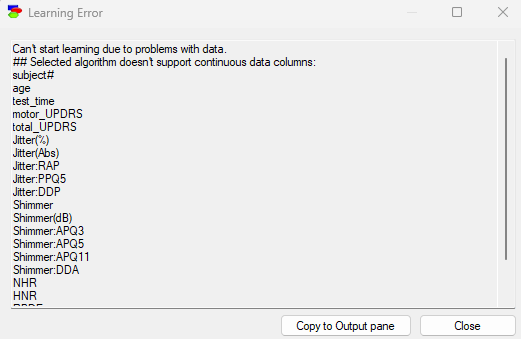 Learning Error
Can't start learning due to problems with data.
## Selected algorithm doesn't support continuous data columns:
subject#
age
test_time
motor_UPDRS
total_UPDRS
Jitter(%)
Jitter(Abs)
Jitter:RAP
Jitter:PPQ5
Jitter:DDP
Shimmer
Shimmer(dB)
Shimmer:APQ3
Shimmer:APQ5
Shimmer:APQ11
Shimmer:DDA
NHR
HNR
Copy to Output pane
Close